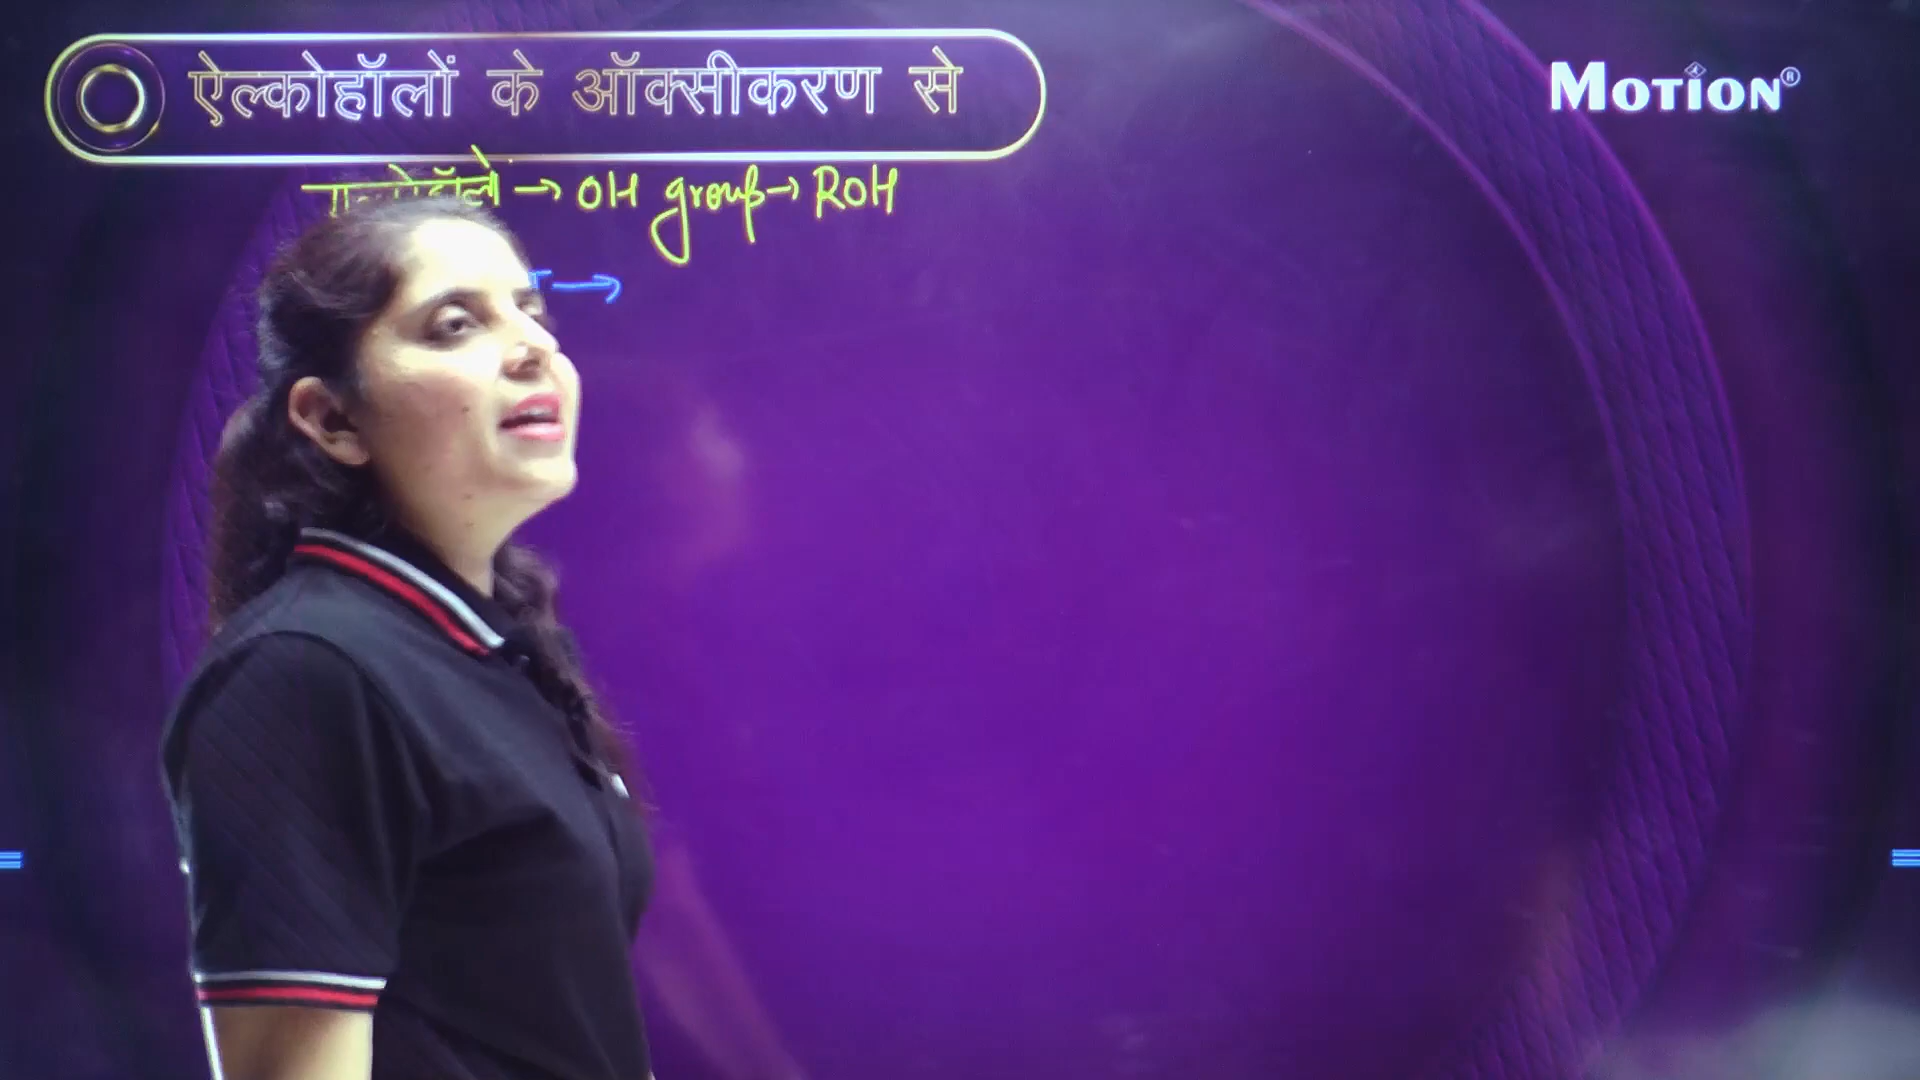 ऐल्कोहॉलों के ऑक्सीकरण से
MOTION®
→ OH group → ROH
→